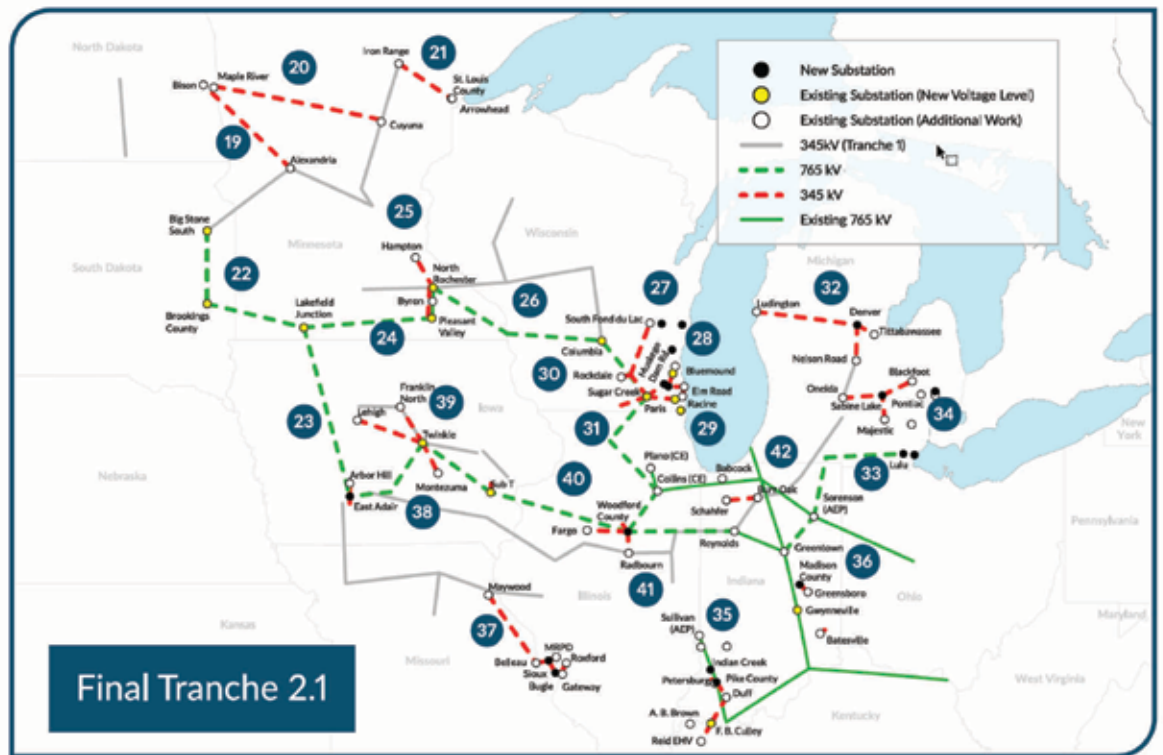 North Dakota
Iron Range
21
20
St. Louis
County
Maple River
Bison
Arrowhead
Cuyuna
19
Alexandria
New Substation
Existing Substation (New Voltage Level)
Existing Substation (Additional Work)
345kV (Tranche 1)
765 kV
345 kV
Existing 765 kV
Big Stone
South
25
Minnesota
Hampton
Wisconsin
South Dakota
22
North
Rochester
Michigan
Brookings
County
Lakefield
Junction
Byron
26
27
32
Ludington
Denver
24
Pleasant
Valley
South Fond du Lac
Tittabawassee
Columbia
28
Muskego
Dam Rd
Bluemound
Nelson Road
30
Rockdale
Elm Road
Blackfoot
Sugar Creek
Paris
Racine
Oneida
Pontiac
Sabine Lake
34
Franklin
North
39
Iowa
Lehigh
Majestic
New
York
23
31
29
42
Twinkle
33
Lulu
Nebraska
Plano (CE)
Babcock
Arbor Hill
40
Collins (CE)
Burr Oak
Montezuma
Sub T
Schahfer
Sorenson
(AEP)
East Adair
38
Woodford
County
Pennsylvania
Fargo
Reynolds
Greentown
Radbourn
Madison
County
36
Maywood
Illinois
41
Indiana
Greensboro
Ohio
Gwynneville
Maryland
Kansas
37
Sullivan
(AEP)
35
Batesville
MRPD
Missouri
Belleau
Roxford
Sioux
Indian Creek
Bugle
Gateway
Petersburg
Pike County
West Virginia
Duff
A. B. Brown
F. B. Culley
Kentucky
Reid EHV
Final Tranche 2.1